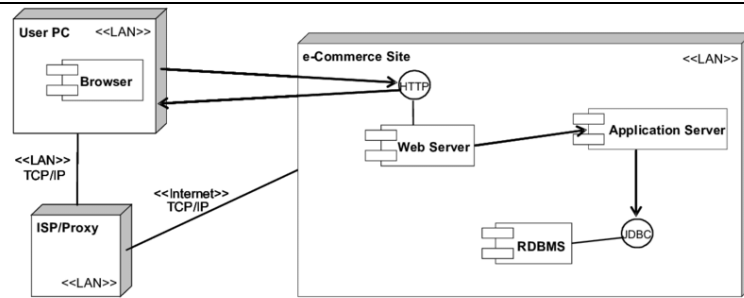 User PC <<LAN>>
Browser
<<LAN>>
TCP/IP
ISP/Proxy
<<LAN>>
<<Internet>>
TCP/IP
e-Commerce Site <<LAN>>
HTTP
Web Server
Application Server
JDBC
RDBMS